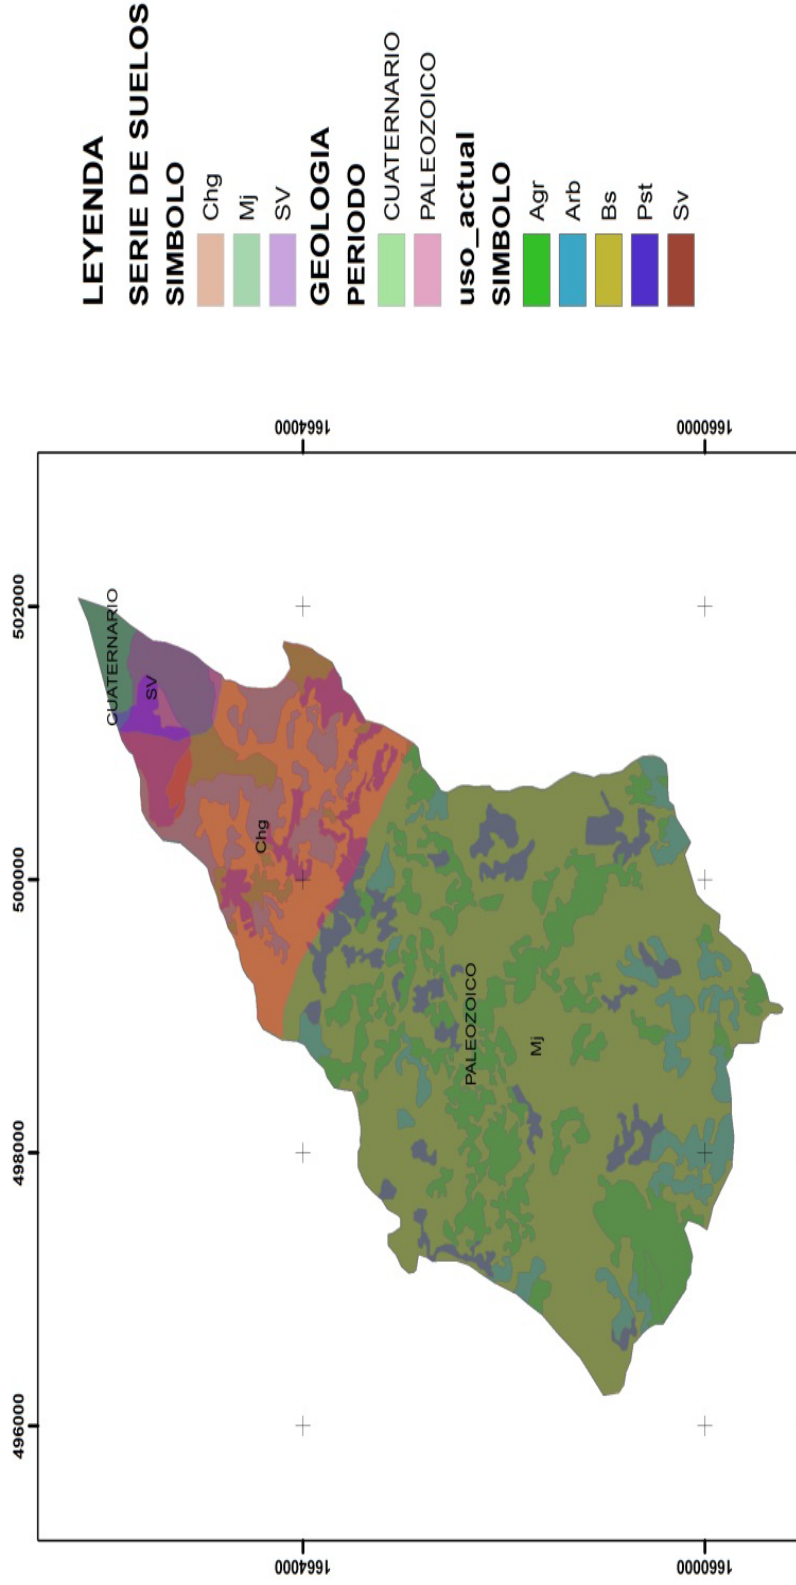 LEYENDA
SERIE DE SUELOS
SIMBOLO
Chg
Mj
SV
GEOLOGIA
PERIODO
CUATERNARIO
PALEOZOICO
uso_actual
SIMBOLO
Agr
Arb
Bs
Pst
Sv
496000
498000
500000
502000
1664000
1664000
1660000
1660000
CUATERNARIO
SV
Chg
PALEOZOICO
Mj